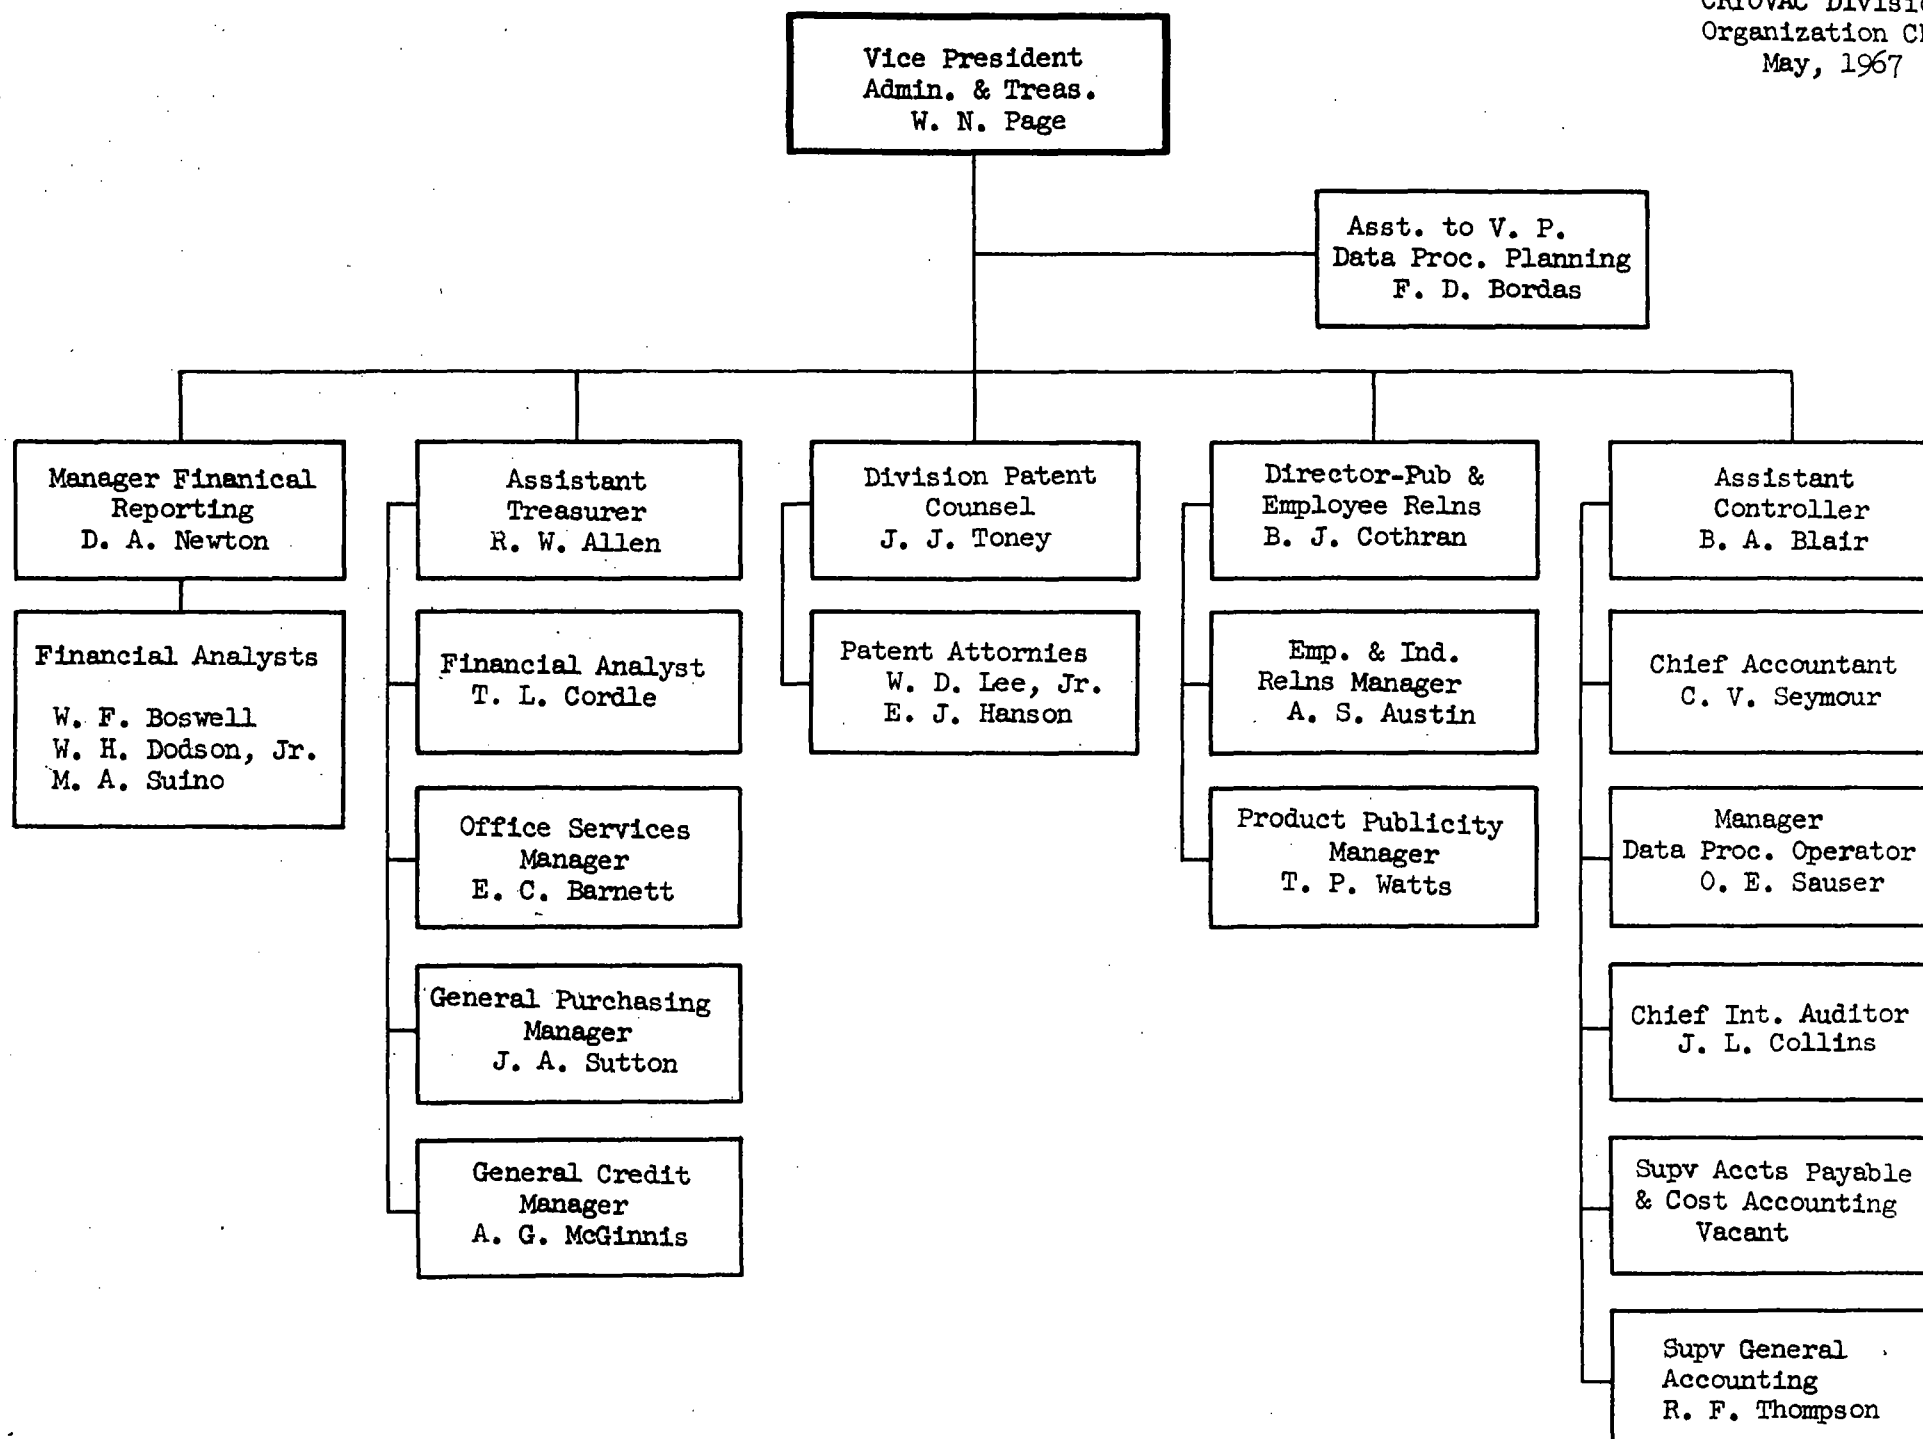 Organization
May, 1967
Vice President
Admin. & Treas.
W. N. Page
Asst. to V. P.
Data Proc. Planning
F. D. Bordas
Manager Finanical
Reporting
D. A. Newton
Financial Analysts
W. F. Boswell
W. H. Dodson, Jr.
M. A. Suino
Assistant
Treasurer
R. W. Allen
Financial Analyst
T. L. Cordle
Office Services
Manager
E. C. Barnett
General Purchasing
Manager
J. A. Sutton
General Credit
Manager
A. G. McGinnis
Division Patent
Counsel
J. J. Toney
Patent Attornies
W. D. Lee, Jr.
E. J. Hanson
Director-Pub &
Employee Relns
B. J. Cothran
Emp. & Ind.
Relns Manager
A. S. Austin
Product Publicity
Manager
T. P. Watts
Assistant
Controller
B. A. Blair
Chief Accountant
C. V. Seymour
Manager
Data Proc. Operator
O. E. Sauser
Chief Int. Auditor
J. L. Collins
Supv Accts Payable
& Cost Accounting
Vacant
Supv General
Accounting
R. F. Thompson